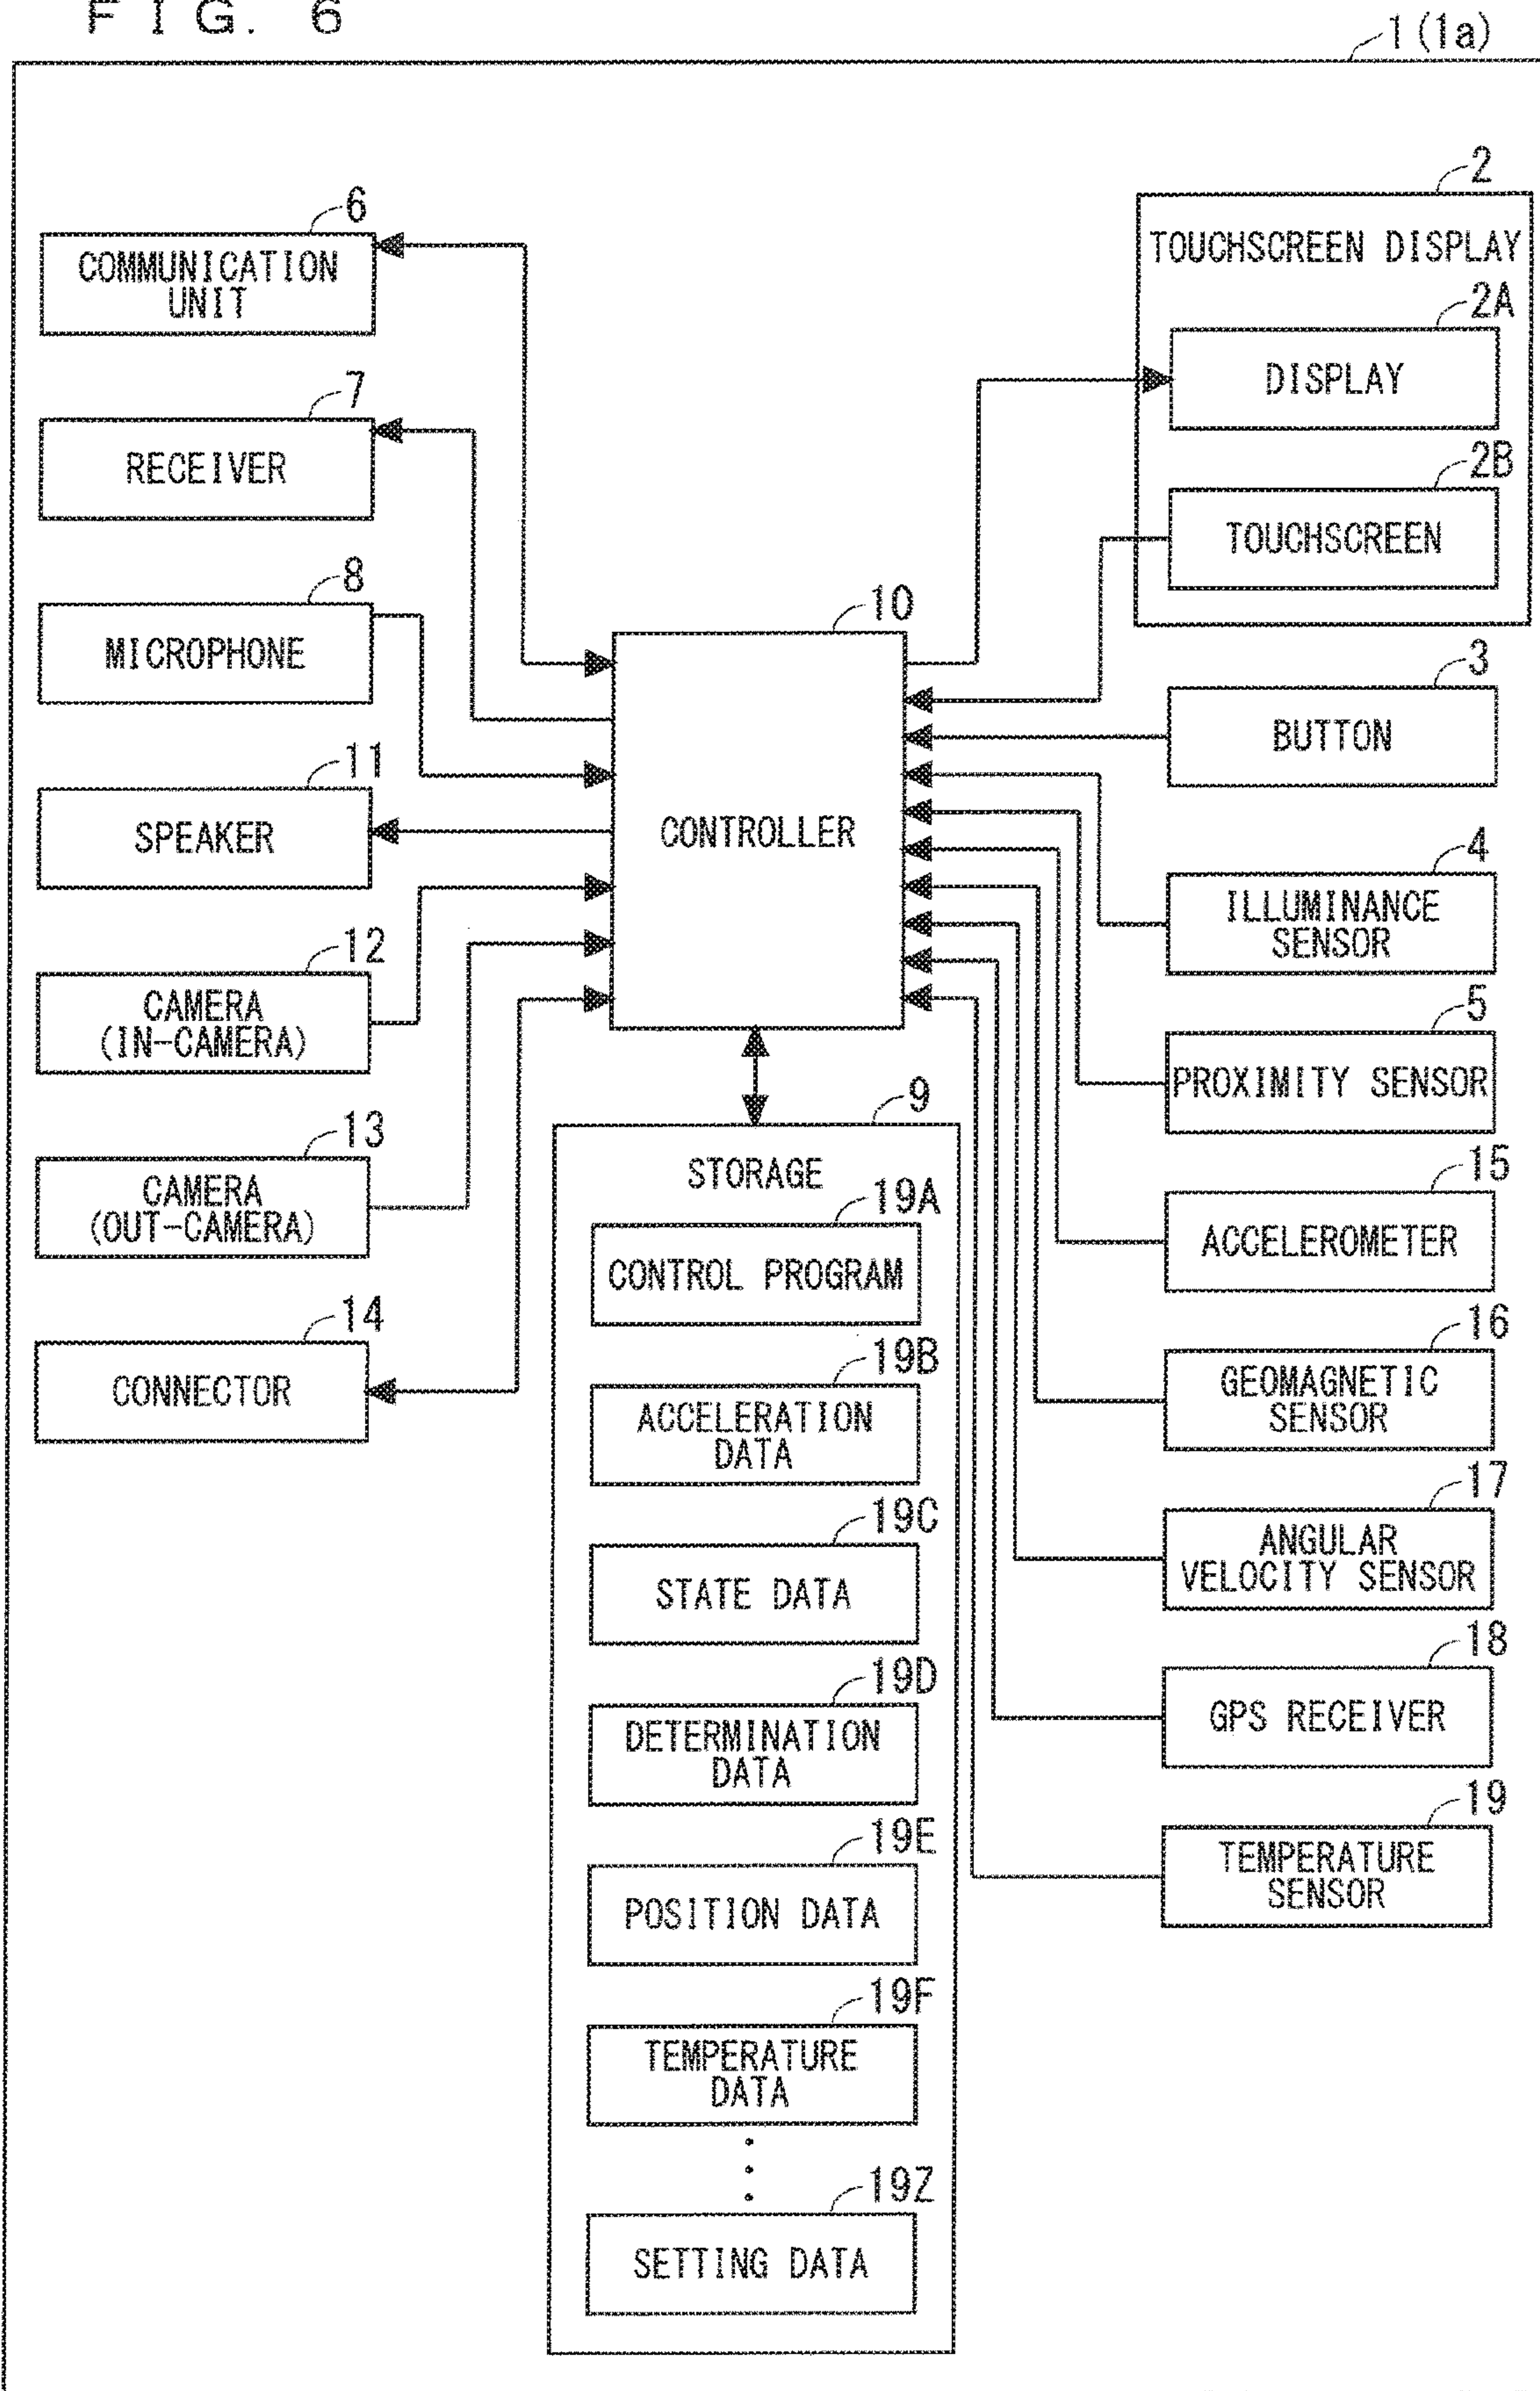 FIG. 6
1(1a)
6
COMMUNICATION
UNIT
7
RECEIVER
8
MICROPHONE
11
SPEAKER
12
CAMERA
(IN-CAMERA)
13
CAMERA
(OUT-CAMERA)
14
CONNECTOR
10
CONTROLLER
9
STORAGE
19A
CONTROL PROGRAM
19B
ACCELERATION
DATA
19C
STATE DATA
19D
DETERMINATION
DATA
19E
POSITION DATA
19F
TEMPERATURE
DATA
19Z
SETTING DATA
2
TOUCHSCREEN DISPLAY
2A
DISPLAY
2B
TOUCHSCREEN
3
BUTTON
4
ILLUMINANCE
SENSOR
5
PROXIMITY SENSOR
15
ACCELEROMETER
16
GEOMAGNETIC
SENSOR
17
ANGULAR
VELOCITY SENSOR
18
GPS RECEIVER
19
TEMPERATURE
SENSOR